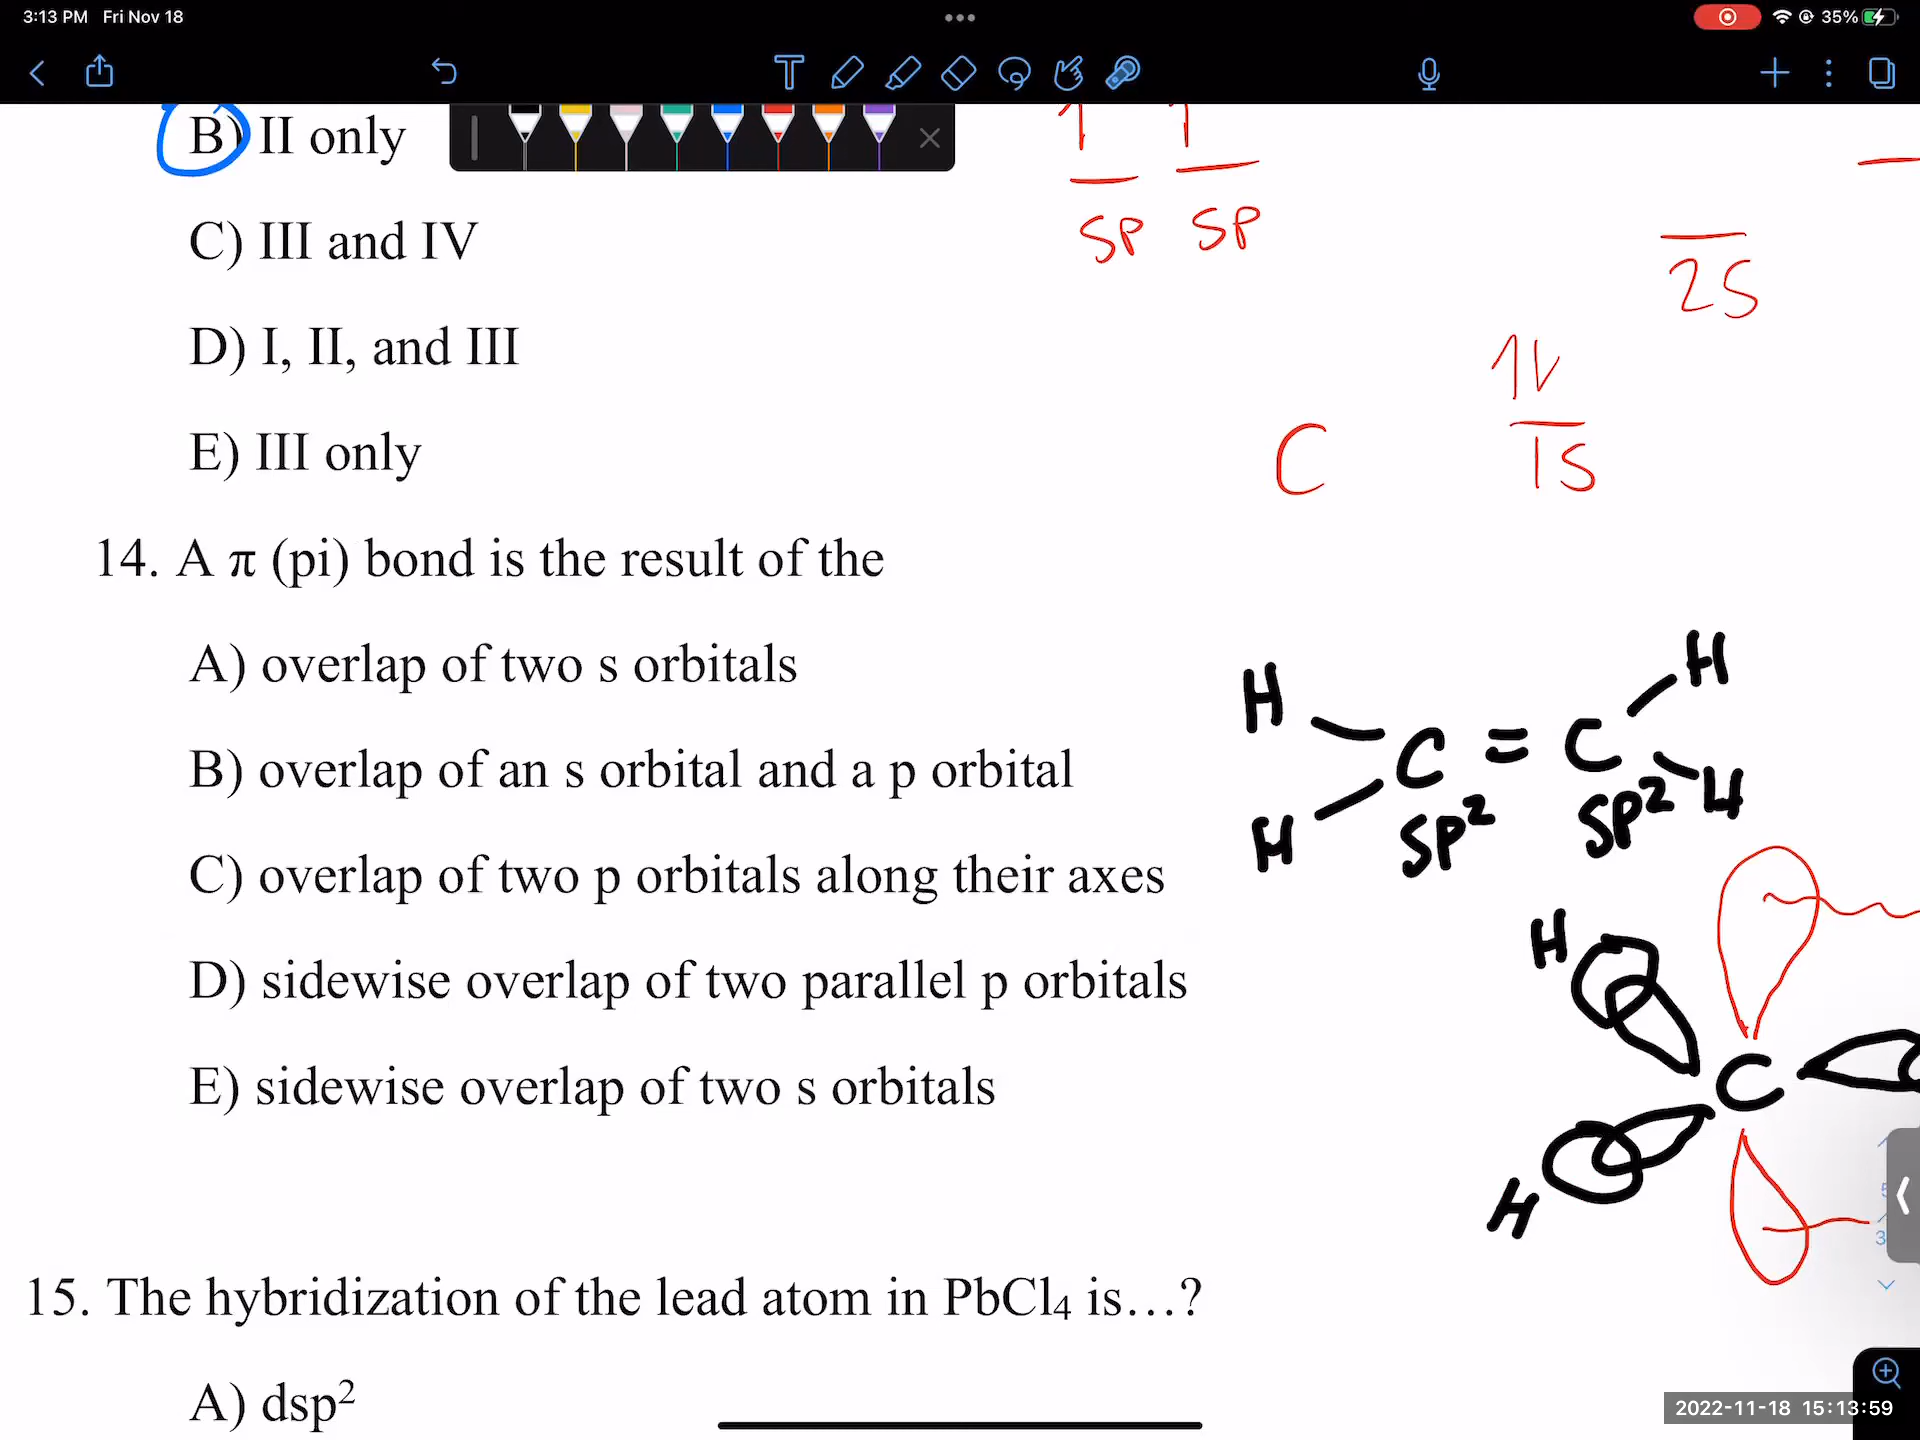 3:13 PM Fri Nov 18
35%
B) II only
C) III and IV
D) I, II, and III
E) III only
14. A π (pi) bond is the result of the
A) overlap of two s orbitals
B) overlap of an s orbital and a p orbital
C) overlap of two p orbitals along their axes
D) sidewise overlap of two parallel p orbitals
E) sidewise overlap of two s orbitals
15. The hybridization of the lead atom in PbCl₄ is…?
A) dsp²
1 1
SP SP
2S
1S
C
H H
C = C
H SP² SP² H
H
C
H
3
2022-11-18 15:13:59